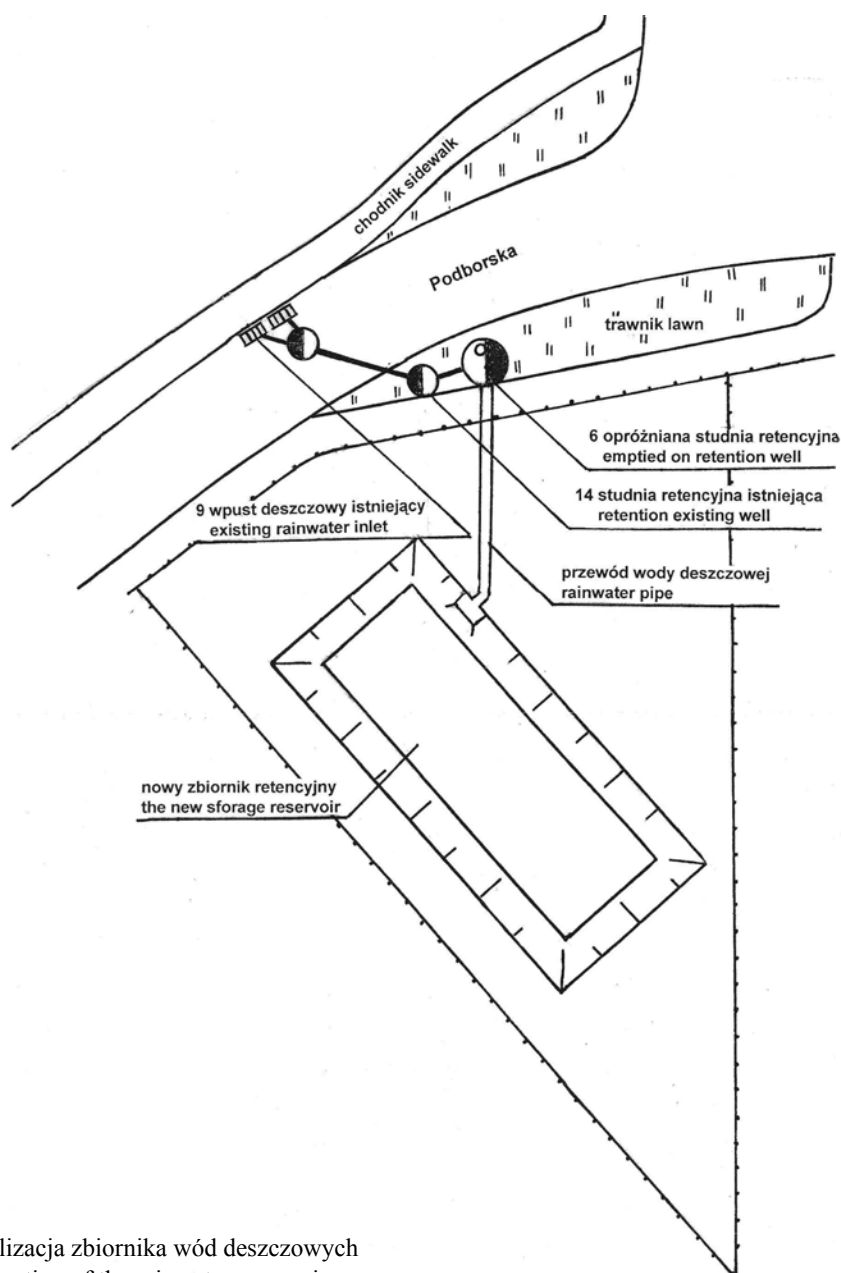 chodnik sidewalk
Podborska
trawnik lawn
6 opróżniana studnia retencyjna
emptied on retention well
9 wpust deszczowy istniejący
existing rainwater inlet
14 studnia retencyjna istniejąca
retention existing well
przewód wody deszczowej
rainwater pipe
nowy zbiornik retencyjny
the new sforage reservoir
lizacja zbiornika wód deszczowych